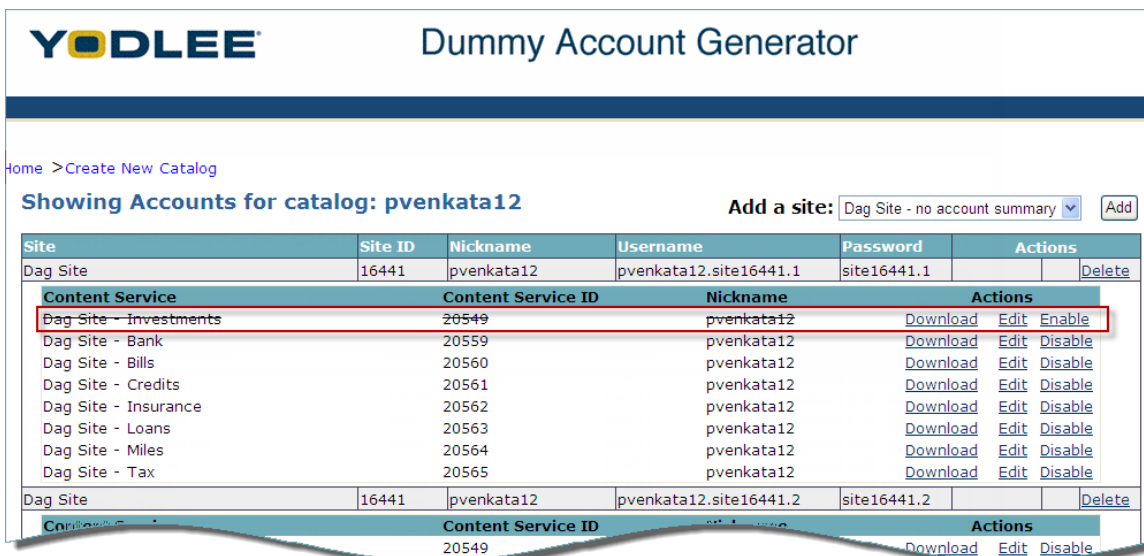 YODLEE
Dummy Account Generator
Home >Create New Catalog
Showing Accounts for catalog: pvenkata12 Add a site: Dag Site - no account summary Add
Site Site ID Nickname Username Password Actions
Dag Site 16441 pvenkata12 pvenkata12.site16441.1 site16441.1 Delete
Content Service Content Service ID Nickname Actions
Dag Site - Investments 20549 pvenkata12 Download Edit Enable
Dag Site - Bank 20559 pvenkata12 Download Edit Disable
Dag Site - Bills 20560 pvenkata12 Download Edit Disable
Dag Site - Credits 20561 pvenkata12 Download Edit Disable
Dag Site - Insurance 20562 pvenkata12 Download Edit Disable
Dag Site - Loans 20563 pvenkata12 Download Edit Disable
Dag Site - Miles 20564 pvenkata12 Download Edit Disable
Dag Site - Tax 20565 pvenkata12 Download Edit Disable
Dag Site 16441 pvenkata12 pvenkata12.site16441.2 site16441.2 Delete
Content Service ID Actions
20549 Download Edit Disable